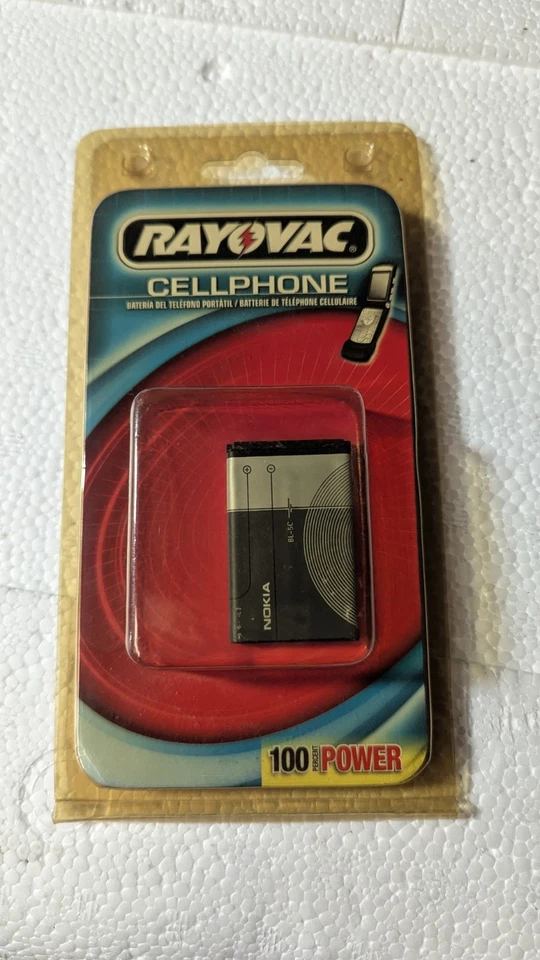 RAYOVAC®
CELLPHONE
BATERÍA DEL TELÉFONO PORTÁTIL / BATTERIE DE TÉLÉPHONE CELLULAIRE
+ -
BL-5C
NOKIA
100 PERCENT POWER